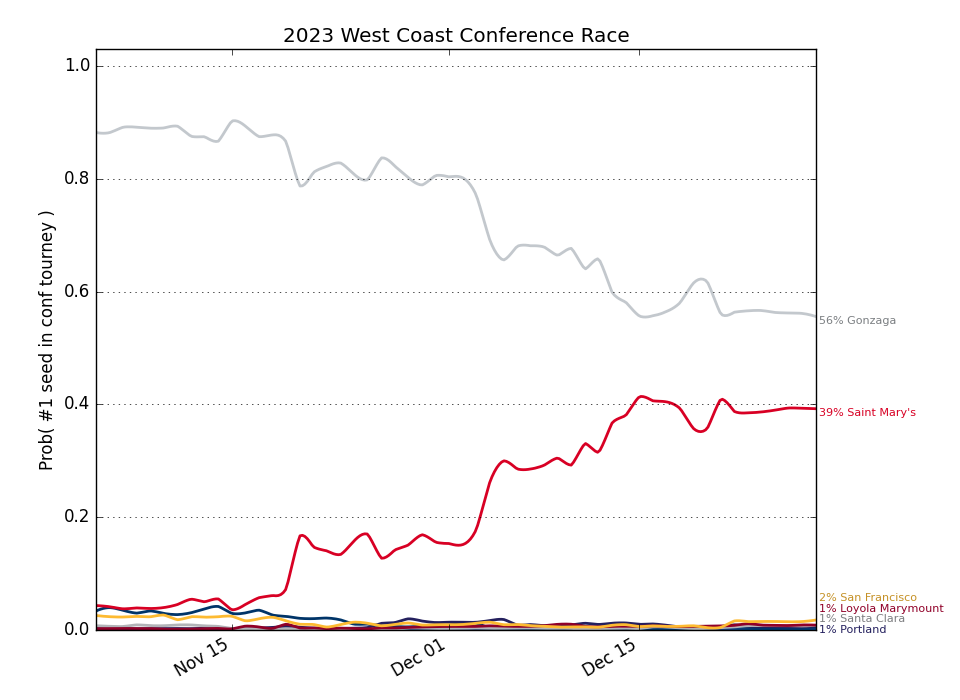 2023 West Coast Conference Race
Prob( #1 seed in conf tourney )
1.0
0.8
0.6
0.4
0.2
0.0
Nov 15
Dec 01
Dec 15
56% Gonzaga
39% Saint Mary's
2% San Francisco
1% Loyola Marymount
1% Santa Clara
1% Portland